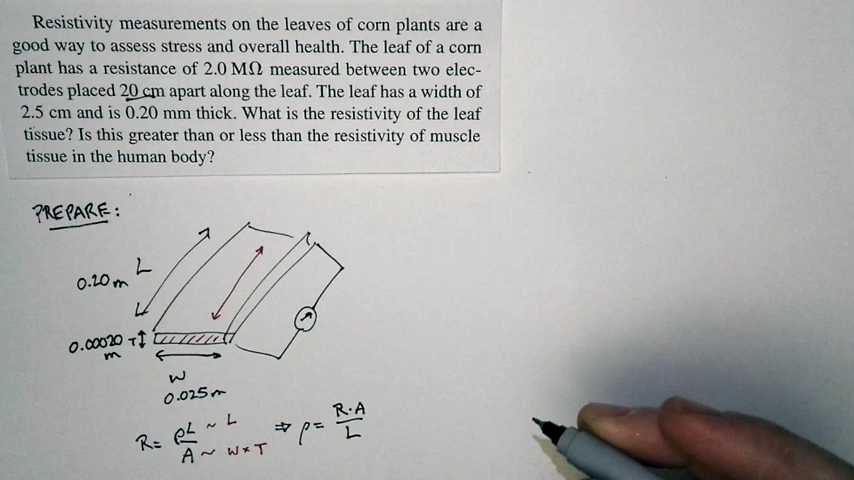 Resistivity measurements on the leaves of corn plants are a
good way to assess stress and overall health. The leaf of a corn
plant has a resistance of 2.0 MΩ measured between two elec-
trodes placed 20 cm apart along the leaf. The leaf has a width of
2.5 cm and is 0.20 mm thick. What is the resistivity of the leaf
tissue? Is this greater than or less than the resistivity of muscle
tissue in the human body?
PREPARE:
L
0.20 m
0.00020 T
m
W
0.025 m
R = ρL/A ~ L ⇒ ρ = R·A/L
~ W×T